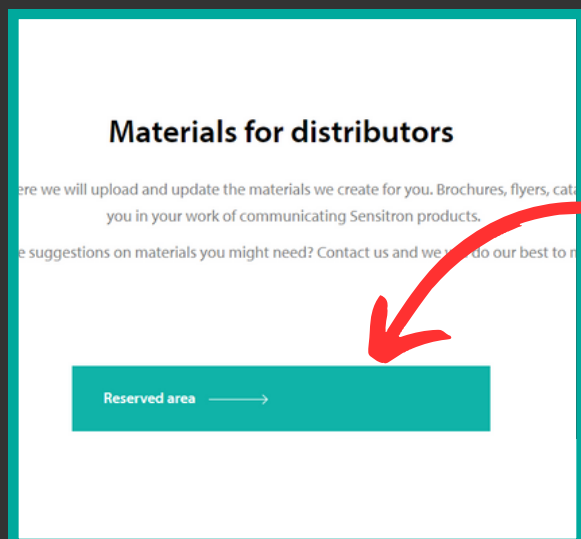 Materials for distributors
we will upload and update the materials we create for you. Brochures, flyers,
you in your work of communicating Sensitron products.
suggestions on materials you might need? Contact us and we do our best to
Reserved area